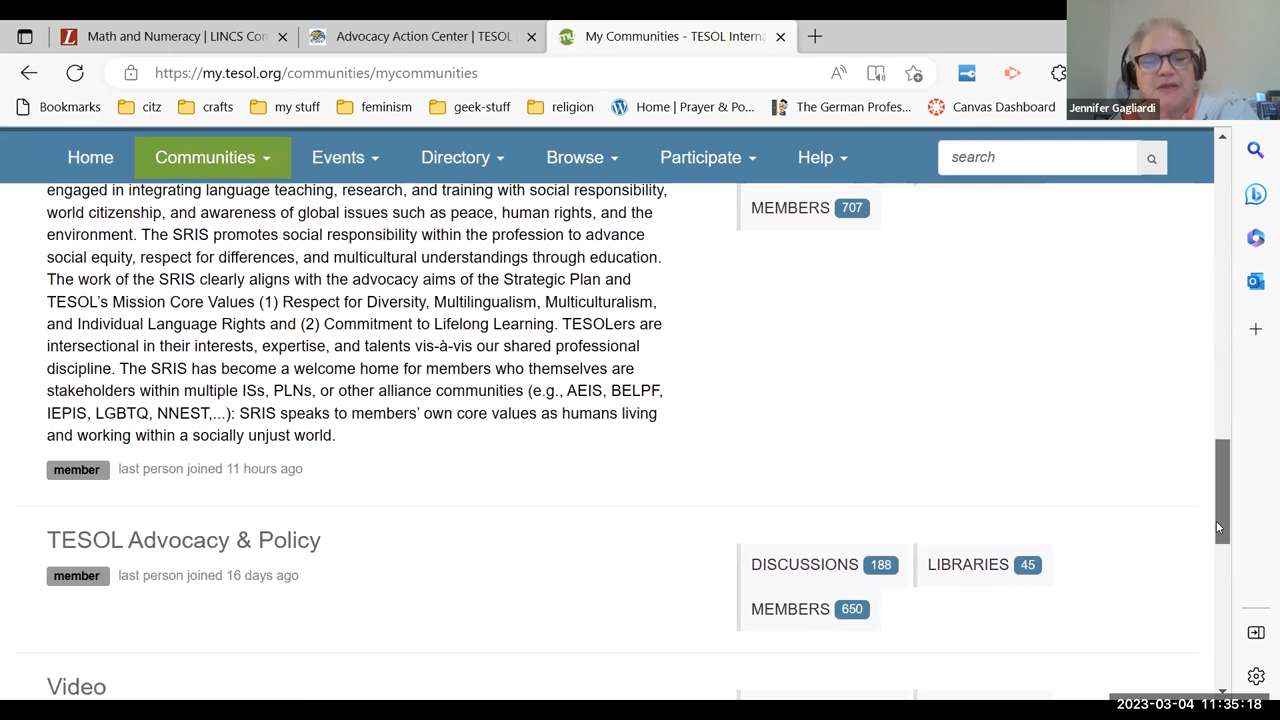 Math and Numeracy | LINCS Con
Advocacy Action Center | TESOL
My Communities - TESOL Interna
https://my.tesol.org/communities/mycommunities
Bookmarks
citz
crafts
my stuff
feminism
geek-stuff
religion
Home | Prayer & Po...
The German Profes...
Canvas Dashboard
Jennifer Gagliardi
Home
Communities
Events
Directory
Browse
Participate
Help
search
engaged in integrating language teaching, research, and training with social responsibility,
world citizenship, and awareness of global issues such as peace, human rights, and the
environment. The SRIS promotes social responsibility within the profession to advance
social equity, respect for differences, and multicultural understandings through education.
The work of the SRIS clearly aligns with the advocacy aims of the Strategic Plan and
TESOL's Mission Core Values (1) Respect for Diversity, Multilingualism, Multiculturalism,
and Individual Language Rights and (2) Commitment to Lifelong Learning. TESOLers are
intersectional in their interests, expertise, and talents vis-à-vis our shared professional
discipline. The SRIS has become a welcome home for members who themselves are
stakeholders within multiple ISs, PLNs, or other alliance communities (e.g., AEIS, BELPF,
IEPIS, LGBTQ, NNEST,...): SRIS speaks to members' own core values as humans living
and working within a socially unjust world.
MEMBERS 707
member last person joined 11 hours ago
TESOL Advocacy & Policy
member last person joined 16 days ago
DISCUSSIONS 188
LIBRARIES 45
MEMBERS 650
Video
2023-03-04 11:35:18